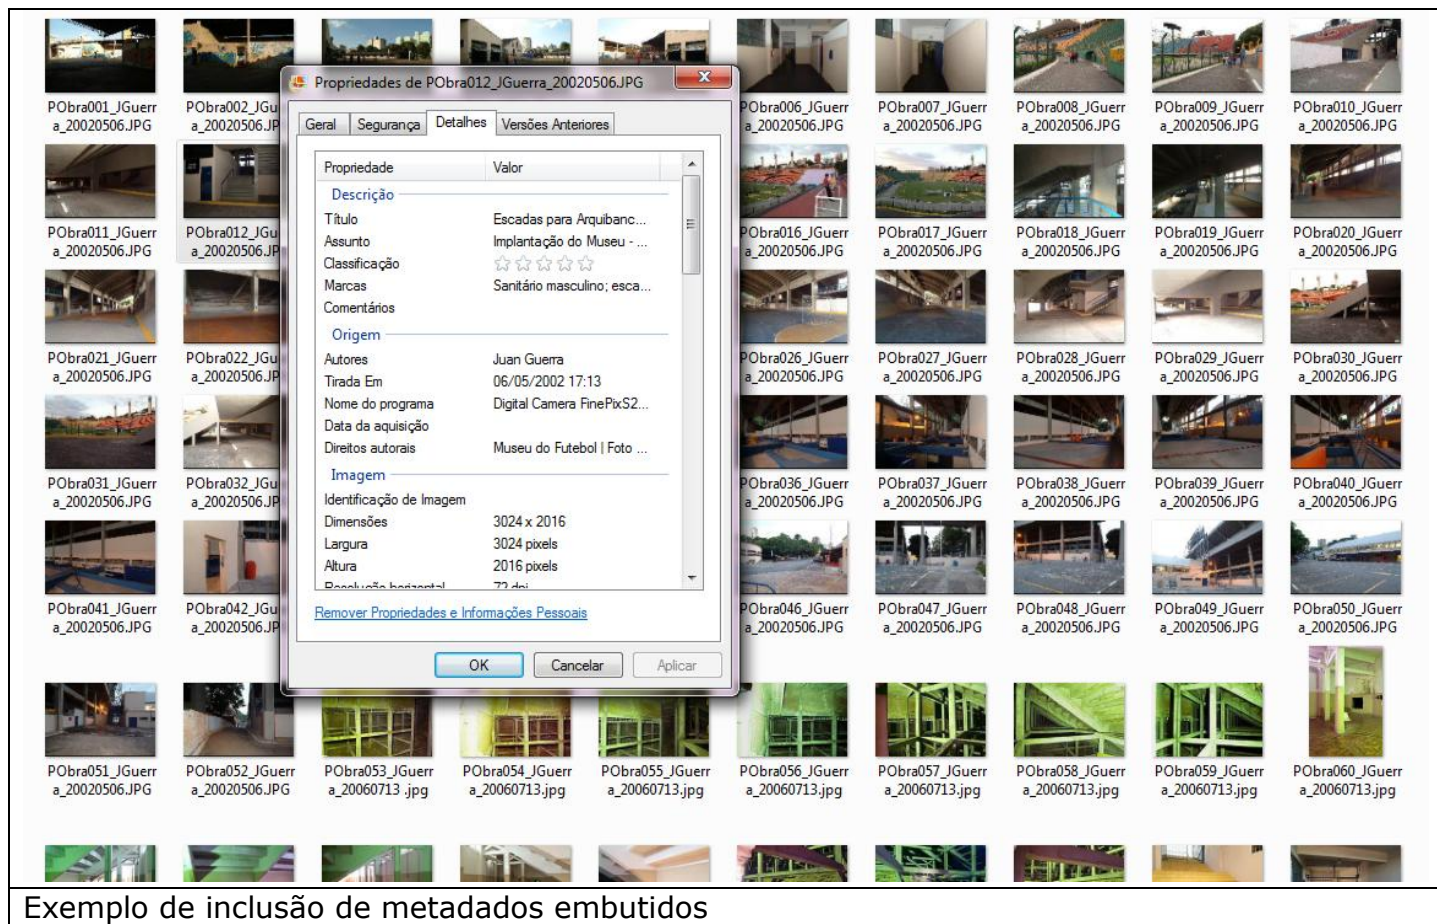 PObra001_JGuerr PObra002_JGu PObra006_JGuerr PObra007_JGuerr PObra008_JGuerr PObra009_JGuerr PObra010_JGuerr
a_20020506.JPG a_20020506.JP a_20020506.JPG a_20020506.JPG a_20020506.JPG a_20020506.JPG a_20020506.JPG
PObra011_JGuerr PObra012_JGu PObra016_JGuerr PObra017_JGuerr PObra018_JGuerr PObra019_JGuerr PObra020_JGuerr
a_20020506.JPG a_20020506.JP a_20020506.JPG a_20020506.JPG a_20020506.JPG a_20020506.JPG a_20020506.JPG
PObra021_JGuerr PObra022_JGu PObra026_JGuerr PObra027_JGuerr PObra028_JGuerr PObra029_JGuerr PObra030_JGuerr
a_20020506.JPG a_20020506.JP a_20020506.JPG a_20020506.JPG a_20020506.JPG a_20020506.JPG a_20020506.JPG
PObra031_JGuerr PObra032_JGu PObra036_JGuerr PObra037_JGuerr PObra038_JGuerr PObra039_JGuerr PObra040_JGuerr
a_20020506.JPG a_20020506.JP a_20020506.JPG a_20020506.JPG a_20020506.JPG a_20020506.JPG a_20020506.JPG
PObra041_JGuerr PObra042_JGu PObra046_JGuerr PObra047_JGuerr PObra048_JGuerr PObra049_JGuerr PObra050_JGuerr
a_20020506.JPG a_20020506.JP a_20020506.JPG a_20020506.JPG a_20020506.JPG a_20020506.JPG a_20020506.JPG
Propriedades de PObra012_JGuerra_20020506.JPG
Geral Segurança Detalhes Versões Anteriores
Propriedade Valor
Descrição
Título Escadas para Arquibanc...
Assunto Implantação do Museu - ...
Classificação
Marcas Sanitário masculino; esca...
Comentários
Origem
Autores Juan Guerra
Tirada Em 06/05/2002 17:13
Nome do programa Digital Camera FinePixS2...
Data da aquisição
Direitos autorais Museu do Futebol | Foto ...
Imagem
Identificação de Imagem
Dimensões 3024 x 2016
Largura 3024 pixels
Altura 2016 pixels
Resolução horizontal 72 dpi
Remover Propriedades e Informações Pessoais
OK Cancelar Aplicar
PObra051_JGuerr PObra052_JGuerr PObra053_JGuerr PObra054_JGuerr PObra055_JGuerr PObra056_JGuerr PObra057_JGuerr PObra058_JGuerr PObra059_JGuerr PObra060_JGuerr
a_20020506.JPG a_20020506.JPG a_20060713 .jpg a_20060713.jpg a_20060713.jpg a_20060713.jpg a_20060713.jpg a_20060713.jpg a_20060713.jpg a_20060713.jpg
Exemplo de inclusão de metadados embutidos